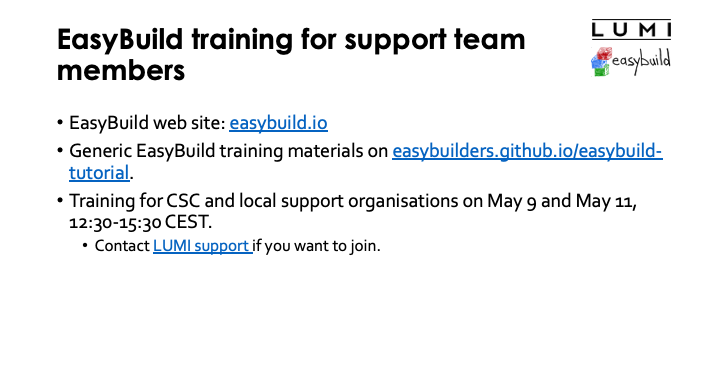 EasyBuild training for support team
members
LUMI
easybuild
• EasyBuild web site: easybuild.io
• Generic EasyBuild training materials on easybuilders.github.io/easybuild-
tutorial.
• Training for CSC and local support organisations on May 9 and May 11,
12:30-15:30 CEST.
• Contact LUMI support if you want to join.